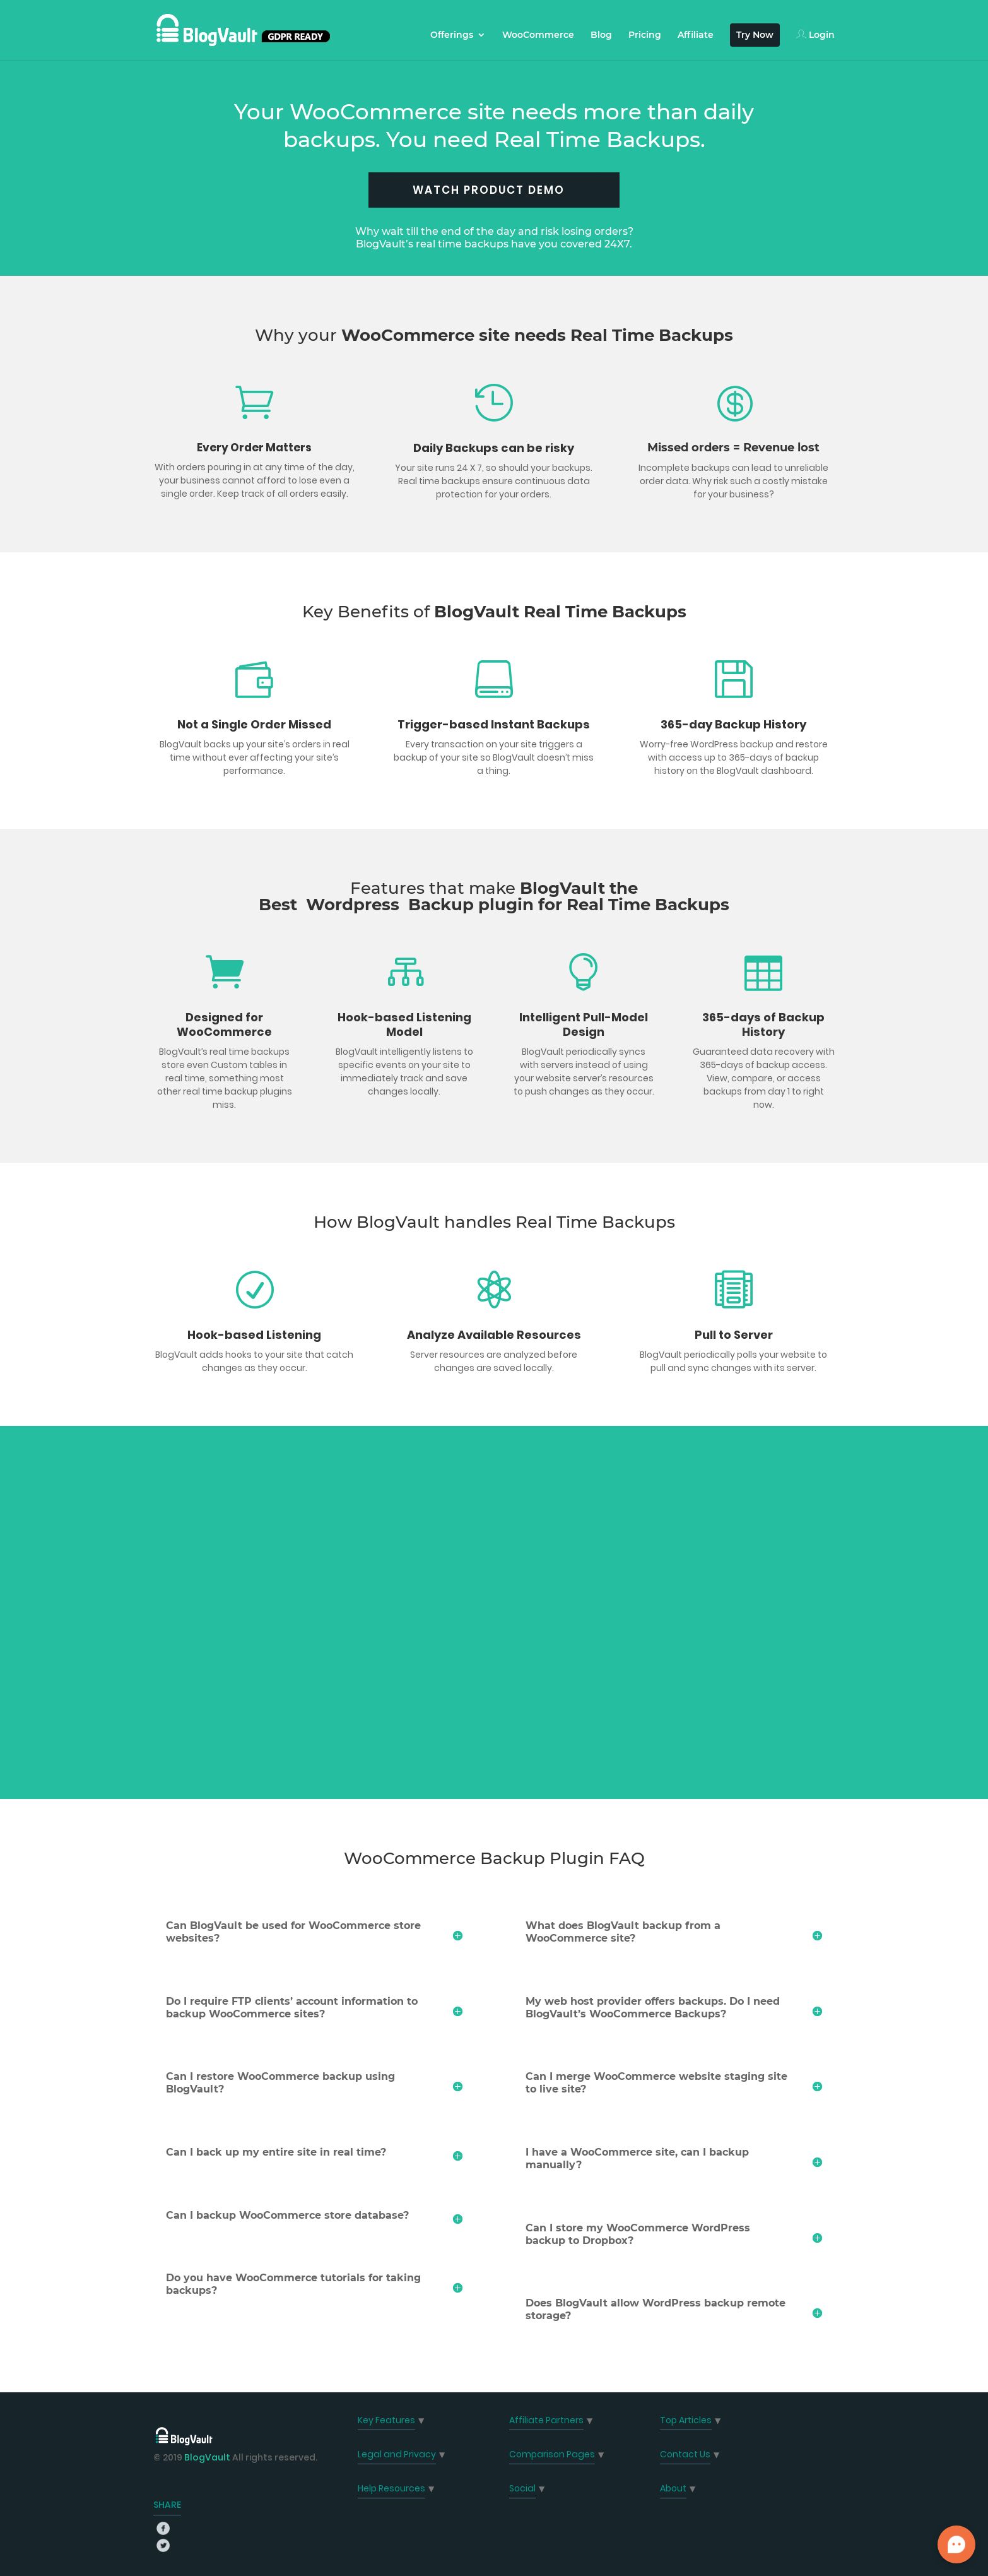 BlogVault GDPR READY
Offerings
WooCommerce
Blog
Pricing
Affiliate
Try Now
Login
Your WooCommerce site needs more than daily
backups. You need Real Time Backups.
WATCH PRODUCT DEMO
Why wait till the end of the day and risk losing orders?
BlogVault's real time backups have you covered 24X7.
Why your WooCommerce site needs Real Time Backups
Every Order Matters
With orders pouring in at any time of the day,
your business cannot afford to lose even a
single order. Keep track of all orders easily.
Daily Backups can be risky
Your site runs 24 X 7, so should your backups.
Real time backups ensure continuous data
protection for your orders.
Missed orders = Revenue lost
Incomplete backups can lead to unreliable
order data. Why risk such a costly mistake
for your business?
Key Benefits of BlogVault Real Time Backups
Not a Single Order Missed
BlogVault backs up your site's orders in real
time without ever affecting your site's
performance.
Trigger-based Instant Backups
Every transaction on your site triggers a
backup of your site so BlogVault doesn't miss
a thing.
365-day Backup History
Worry-free WordPress backup and restore
with access up to 365-days of backup
history on the BlogVault dashboard.
Features that make BlogVault the
Best Wordpress Backup plugin for Real Time Backups
Designed for
WooCommerce
BlogVault's real time backups
store even Custom tables in
real time, something most
other real time backup plugins
miss.
Hook-based Listening
Model
BlogVault intelligently listens to
specific events on your site to
immediately track and save
changes locally.
Intelligent Pull-Model
Design
BlogVault periodically syncs
with servers instead of using
your website server's resources
to push changes as they occur.
365-days of Backup
History
Guaranteed data recovery with
365-days of backup access.
View, compare, or access
backups from day 1 to right
now.
How BlogVault handles Real Time Backups
Hook-based Listening
BlogVault adds hooks to your site that catch
changes as they occur.
Analyze Available Resources
Server resources are analyzed before
changes are saved locally.
Pull to Server
BlogVault periodically polls your website to
pull and sync changes with its server.
WooCommerce Backup Plugin FAQ
Can BlogVault be used for WooCommerce store
websites?
Do I require FTP clients' account information to
backup WooCommerce sites?
Can I restore WooCommerce backup using
BlogVault?
Can I back up my entire site in real time?
Can I backup WooCommerce store database?
Do you have WooCommerce tutorials for taking
backups?
What does BlogVault backup from a
WooCommerce site?
My web host provider offers backups. Do I need
BlogVault's WooCommerce Backups?
Can I merge WooCommerce website staging site
to live site?
I have a WooCommerce site, can I backup
manually?
Can I store my WooCommerce WordPress
backup to Dropbox?
Does BlogVault allow WordPress backup remote
storage?
BlogVault
© 2019 BlogVault All rights reserved.
SHARE
Key Features ▼
Legal and Privacy ▼
Help Resources ▼
Affiliate Partners ▼
Comparison Pages ▼
Social ▼
Top Articles ▼
Contact Us ▼
About ▼